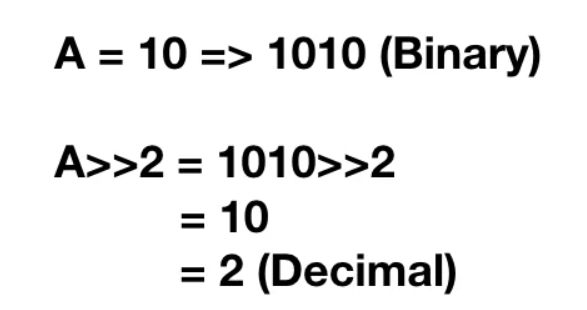 A = 10 => 1010 (Binary)
A>>2 = 1010>>2
= 10
= 2 (Decimal)